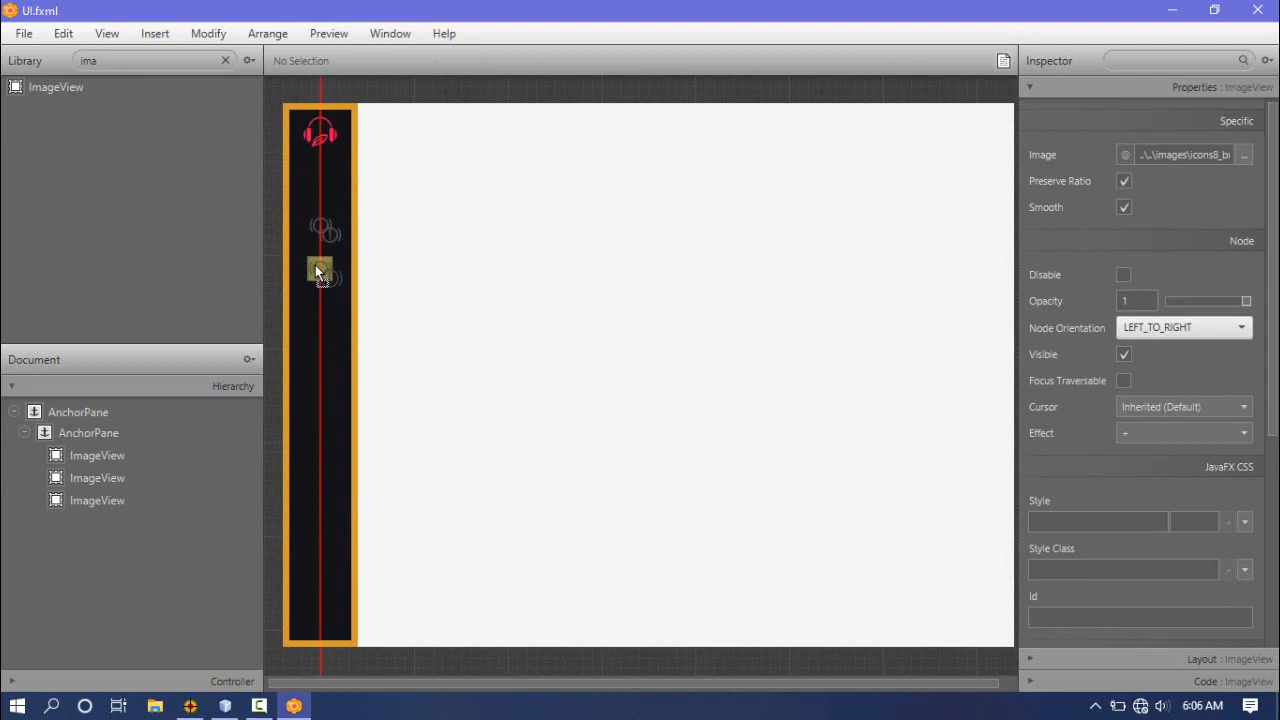 UI.fxml
File Edit View Insert Modify Arrange Preview Window Help
Library ima No Selection Inspector
ImageView
Properties : ImageView
Specific
Image @ ..\..\images\icons8_br ...
Preserve Ratio
Smooth
Node
Disable
Opacity 1
Node Orientation LEFT_TO_RIGHT
Visible
Focus Traversable
Cursor Inherited (Default)
Effect +
JavaFX CSS
Style
Style Class
Id
Layout : ImageView
Code : ImageView
Document
Hierarchy
AnchorPane
AnchorPane
ImageView
ImageView
ImageView
Controller
6:06 AM